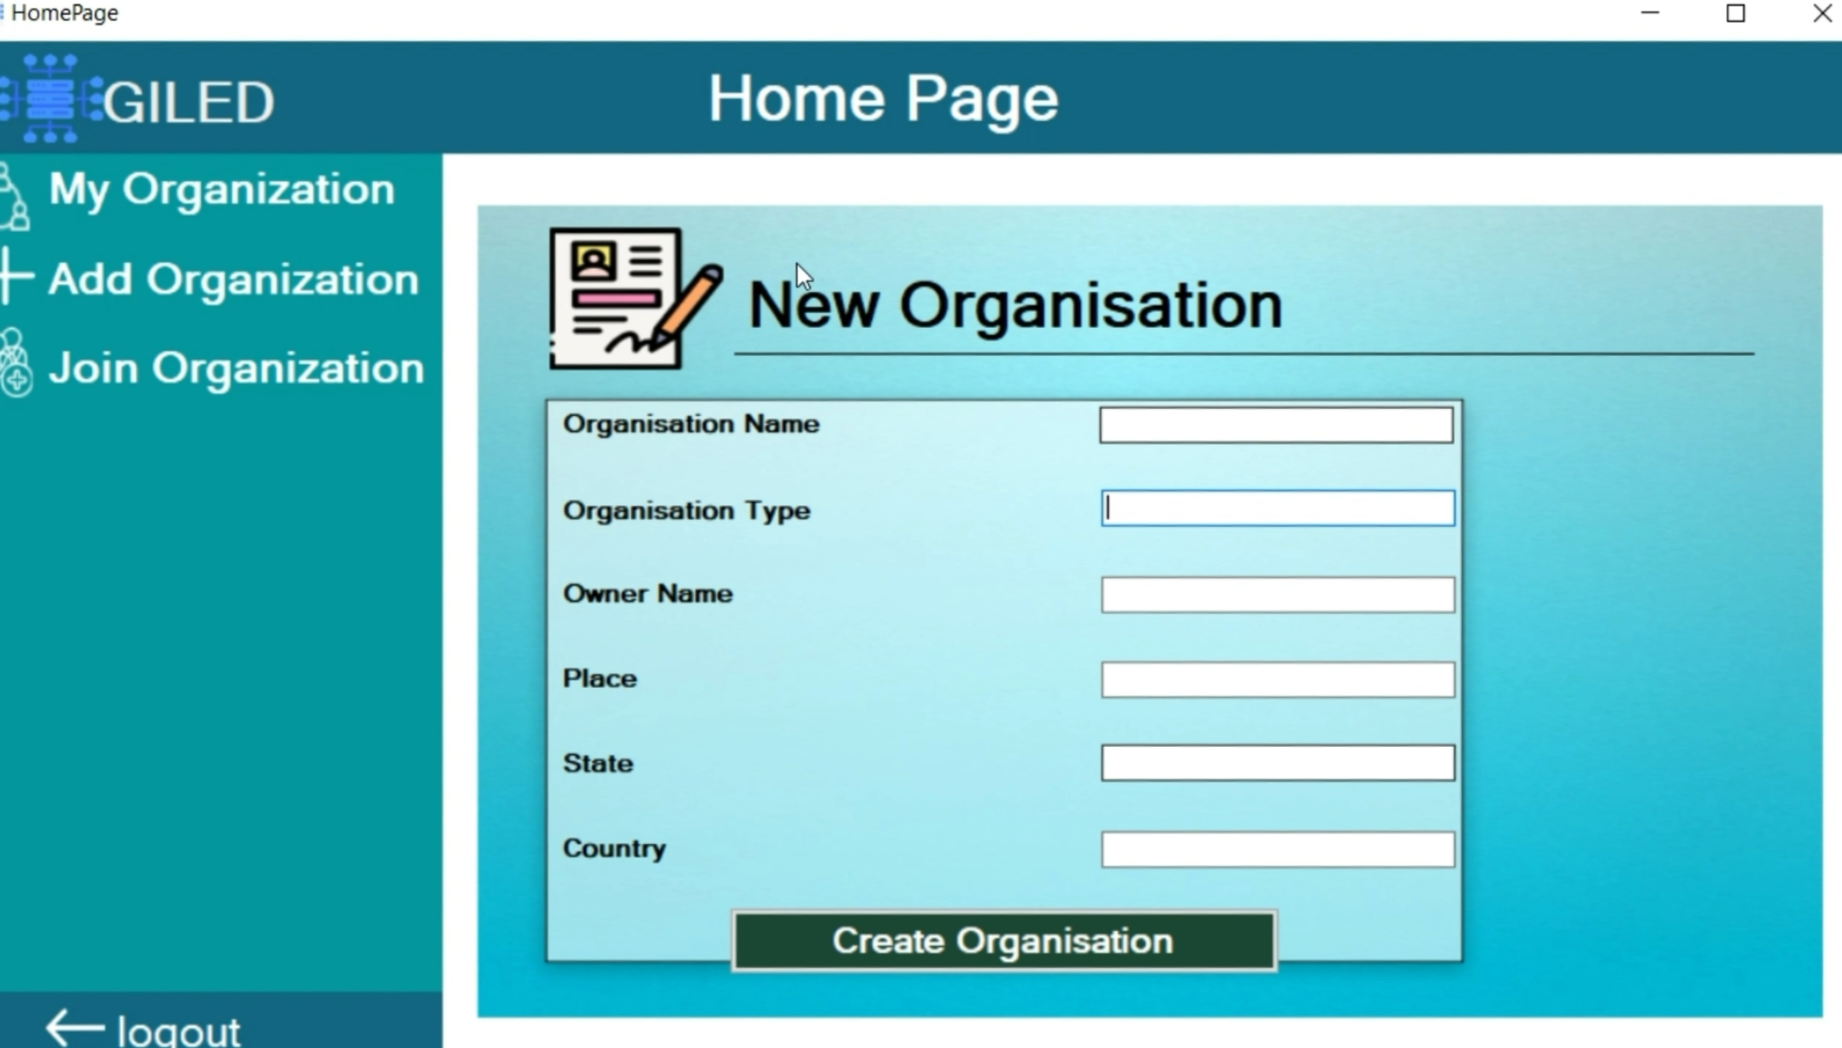 HomePage
GILED
Home Page
My Organization
Add Organization
Join Organization
New Organisation
Organisation Name
Organisation Type
Owner Name
Place
State
Country
Create Organisation
logout